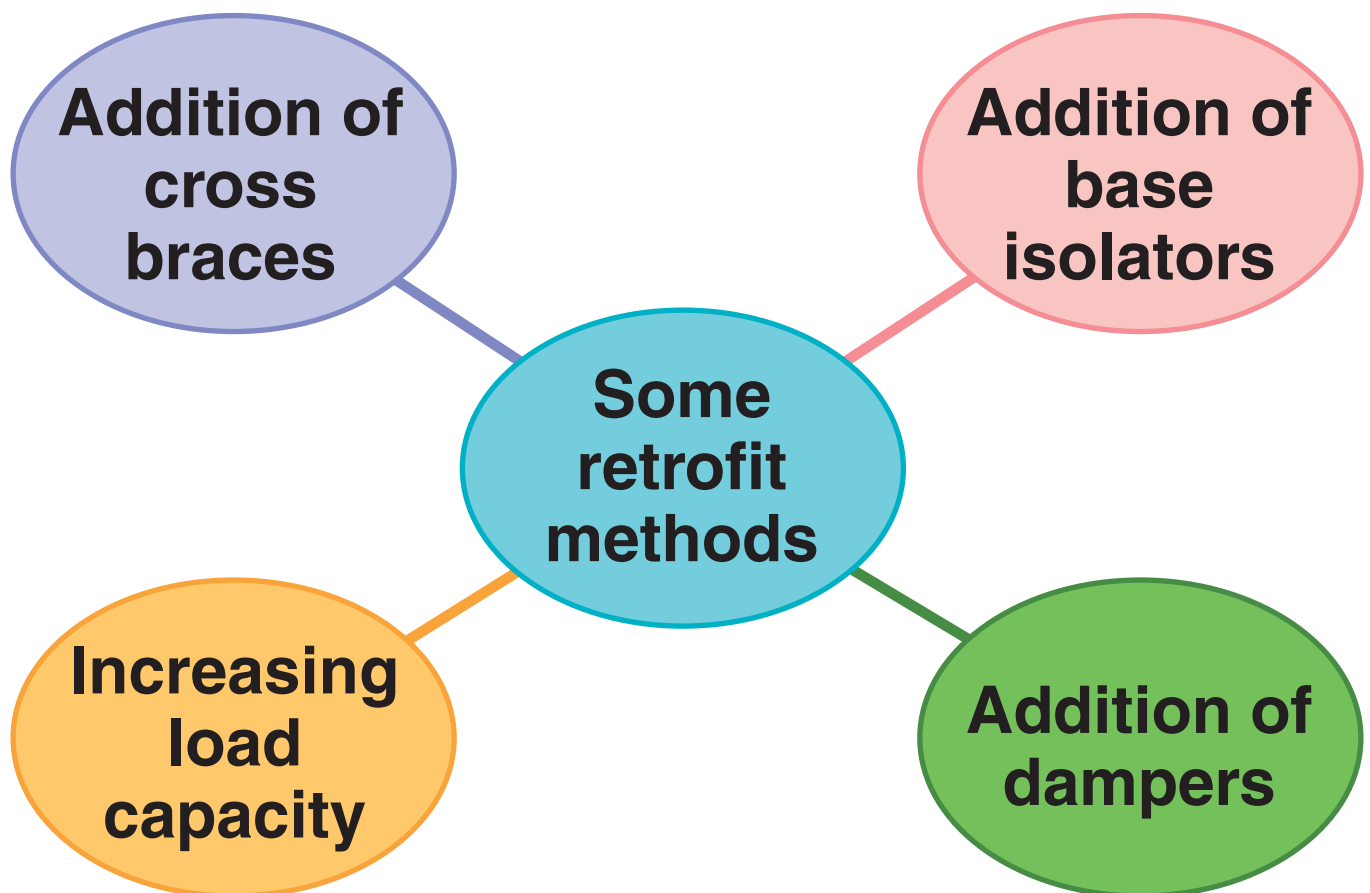 Addition of
cross
braces
Addition of
base
isolators
Some
retrofit
methods
Increasing
load
capacity
Addition of
dampers